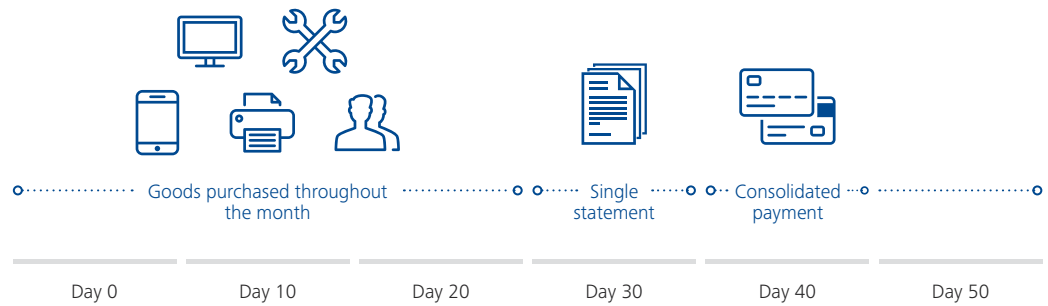 Goods purchased throughout
the month
Single
statement
Consolidated
payment
Day 0
Day 10
Day 20
Day 30
Day 40
Day 50